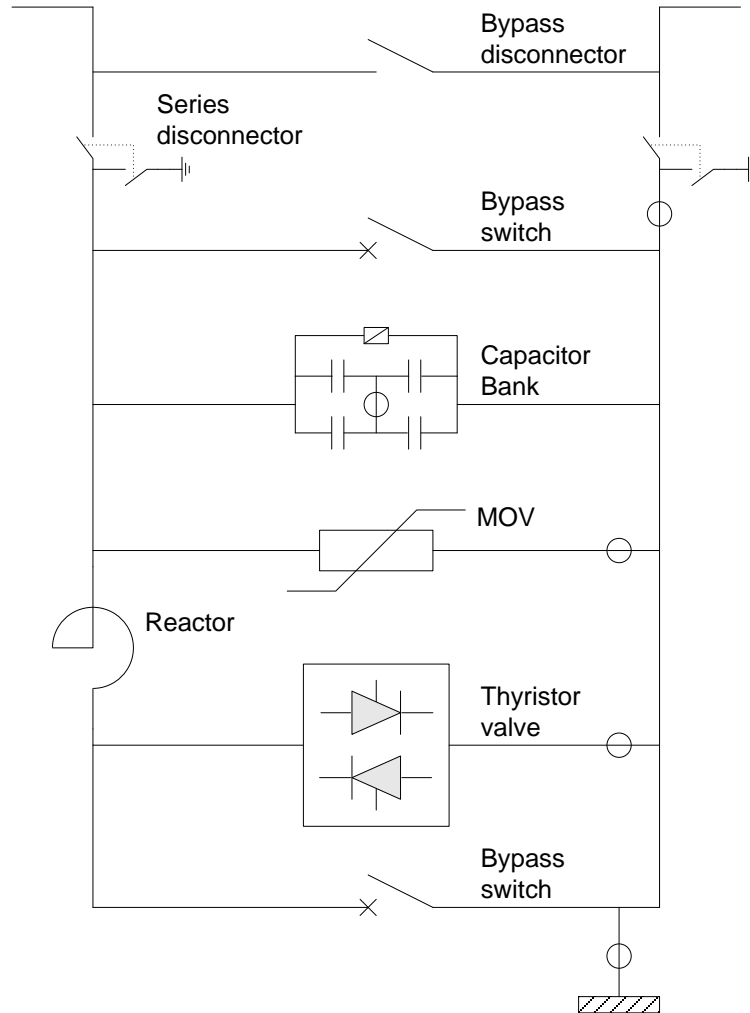 Bypass
disconnector
Series
disconnector
Bypass
switch
Capacitor
Bank
MOV
Reactor
Thyristor
valve
Bypass
switch